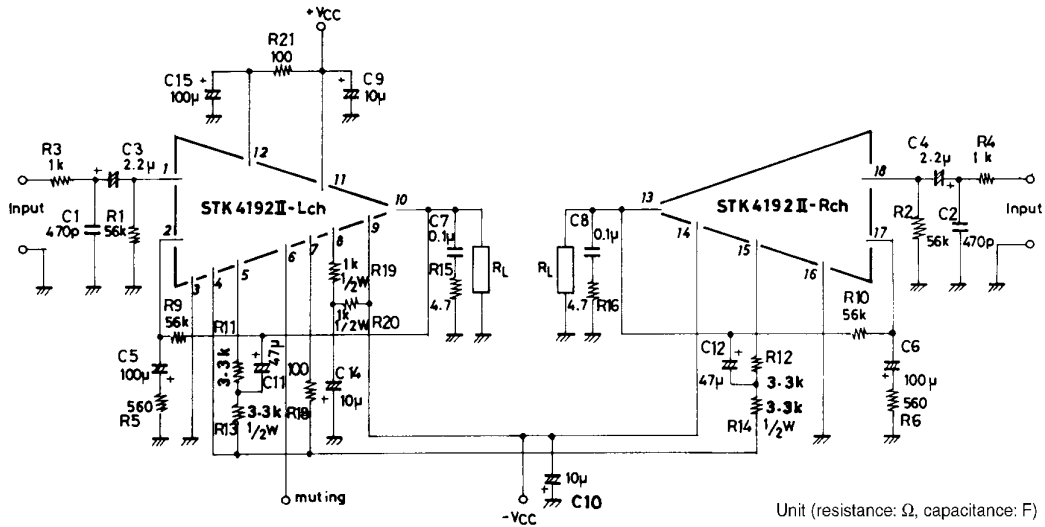 +VCC
R21
100
C15
+
100μ
+
C9
10μ
R3
1k
C3
+
2.2μ
1
12
11
10
STK4192II-Lch
Input
C1
470p
R1
56k
2
3
4
5
6
7
8
9
C7
0.1μ
R15
4.7
RL
1k
1/2W
R19
1k
1/2W
R20
R9
56k
C5
100μ
+
560
R5
R11
3.3k
+
47μ
C11
3.3k
R13
1/2W
100
R18
C14
+
10μ
muting
-VCC
10μ
+
C10
13
14
15
16
17
18
STK4192II-Rch
C8
0.1μ
RL
4.7
R16
C4
2.2μ
+
R4
1k
R2
56k
C2
470p
Input
R10
56k
C12
+
47μ
R12
3.3k
3.3k
R14
1/2W
C6
+
100μ
560
R6
Unit (resistance: Ω, capacitance: F)